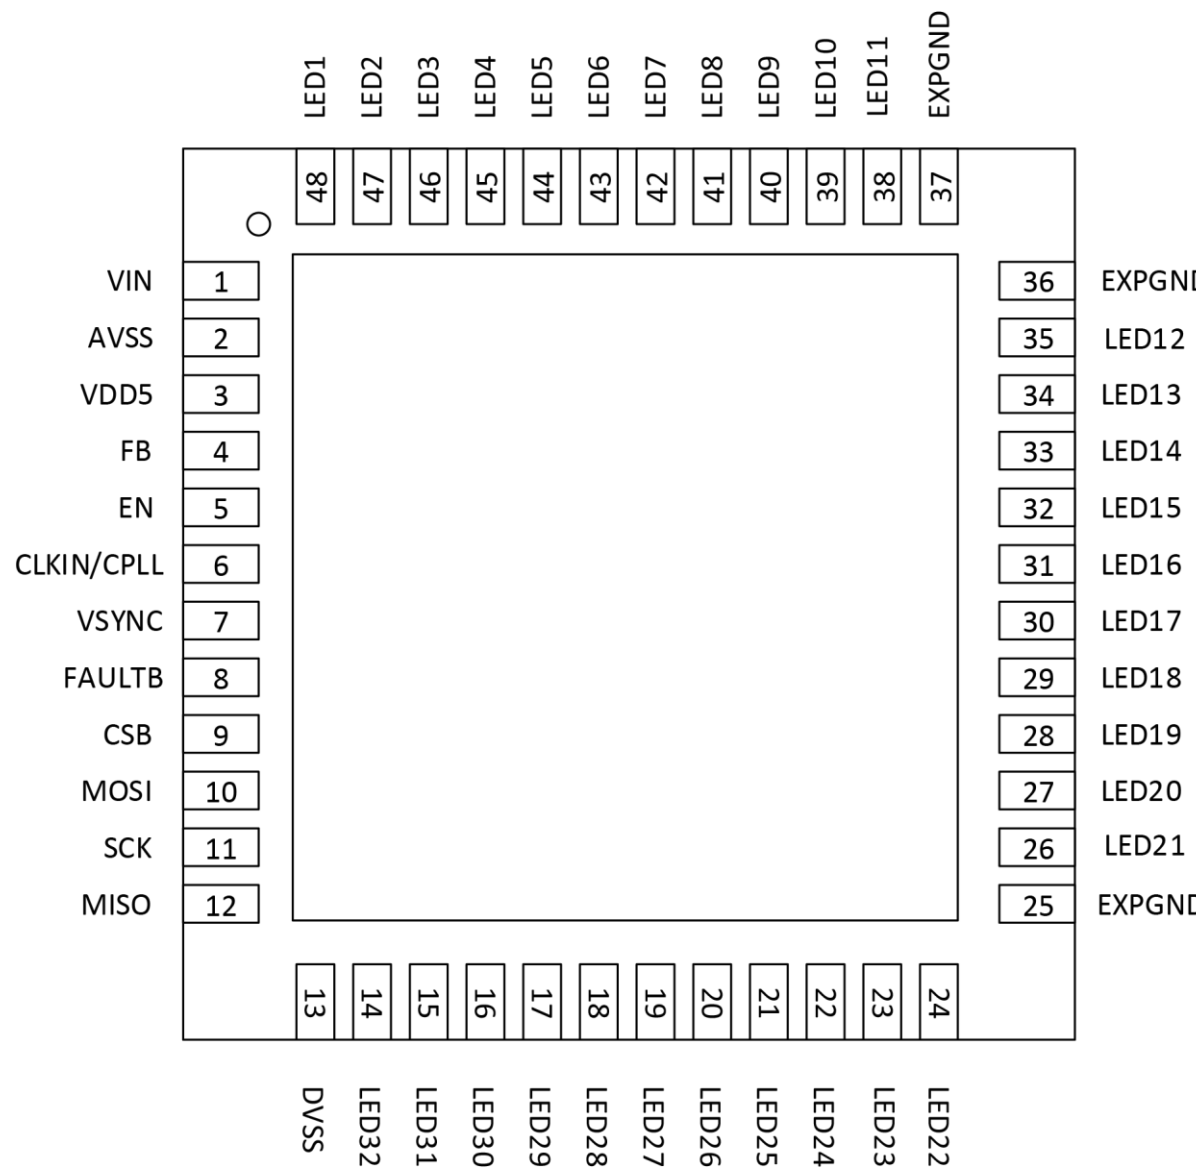 LED1 LED2 LED3 LED4 LED5 LED6 LED7 LED8 LED9 LED10 LED11 EXPGND
48 47 46 45 44 43 42 41 40 39 38 37
VIN 1 36 EXPGND
AVSS 2 35 LED12
VDD5 3 34 LED13
FB 4 33 LED14
EN 5 32 LED15
CLKIN/CPLL 6 31 LED16
VSYNC 7 30 LED17
FAULTB 8 29 LED18
CSB 9 28 LED19
MOSI 10 27 LED20
SCK 11 26 LED21
MISO 12 25 EXPGND
13 14 15 16 17 18 19 20 21 22 23 24
DVSS LED32 LED31 LED30 LED29 LED28 LED27 LED26 LED25 LED24 LED23 LED22